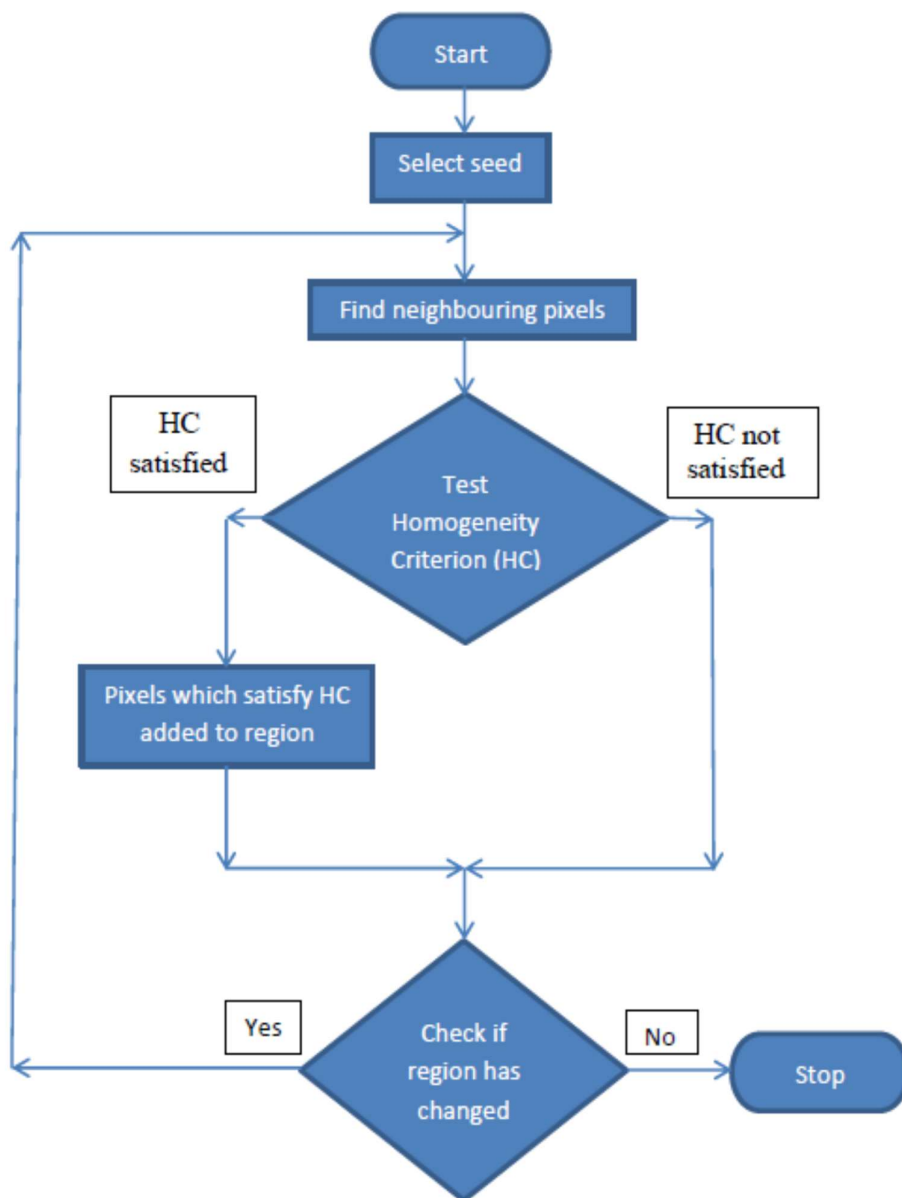 Start
Select seed
Find neighbouring pixels
HC
satisfied
HC not
satisfied
Test
Homogeneity
Criterion (HC)
Pixels which satisfy HC
added to region
Yes
Check if
region has
changed
No
Stop